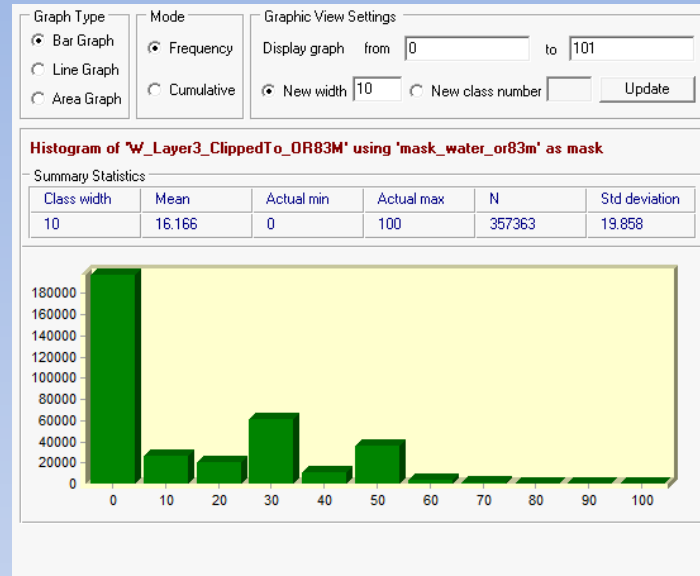 Graph Type
Bar Graph
Line Graph
Area Graph
Mode
Frequency
Cumulative
Graphic View Settings
Display graph from 0 to 101
New width 10 New class number Update
Histogram of 'W_Layer3_ClippedTo_OR83M' using 'mask_water_or83m' as mask
Summary Statistics
Class width Mean Actual min Actual max N Std deviation
10 16.166 0 100 357363 19.858
180000
160000
140000
120000
100000
80000
60000
40000
20000
0
0 10 20 30 40 50 60 70 80 90 100